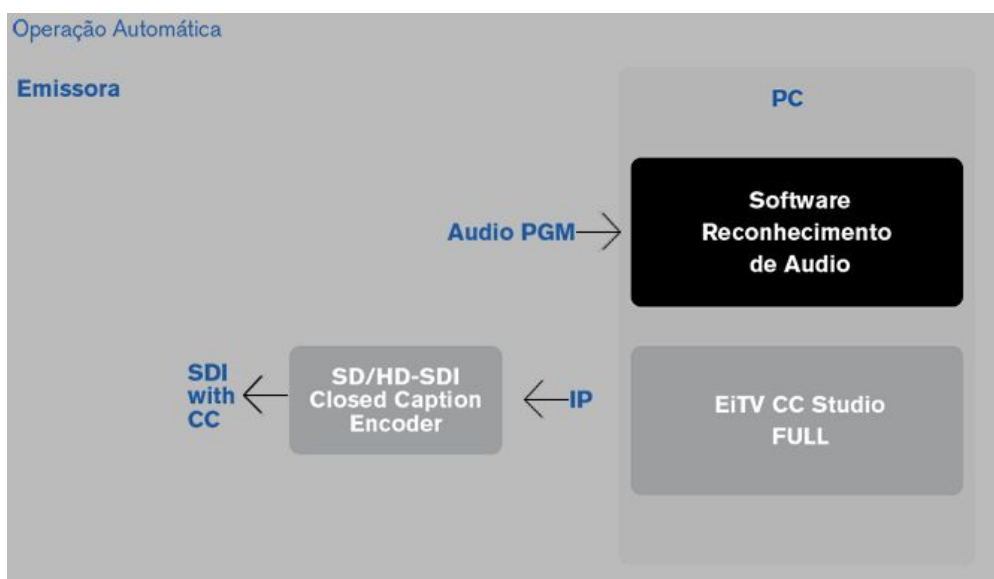 Operação Automática
Emissora
PC
Software
Reconhecimento
de Audio
Audio PGM
SDI
with
CC
SD/HD-SDI
Closed Caption
Encoder
IP
EiTV CC Studio
FULL